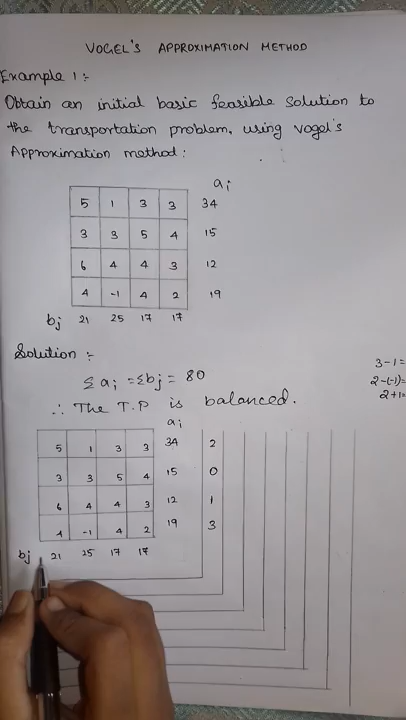 VOGEL'S APPROXIMATION METHOD
Example 1:-
Obtain an initial basic feasible solution to
the transportation problem, using Vogel's
Approximation method:
ai
5 1 3 3 34
3 3 5 4 15
6 4 4 3 12
4 -1 4 2 19
bj 21 25 17 17
Solution:-
Σai = Σbj = 80
∴ The T.P is balanced.
3-1=
2-(-1)=
2+1=
ai
5 1 3 3 34 2
3 3 5 4 15 0
6 4 4 3 12 1
4 -1 4 2 19 3
bj 21 25 17 17